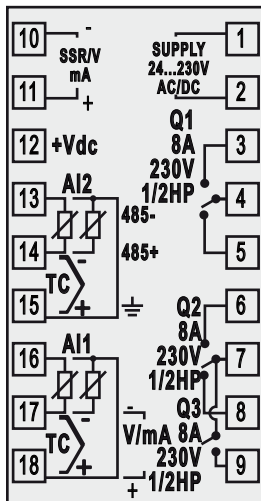 10
-
SSR/V
mA
11
+
12
+Vdc
13
AI2
485-
14
485+
TC
-
+
15
16
AI1
17
TC
-
+
18
-
V/mA
+
SUPPLY
24...230V
AC/DC
1
2
Q1
8A
230V
1/2HP
3
4
5
Q2
8A
230V
1/2HP
6
7
8
Q3
8A
230V
1/2HP
9